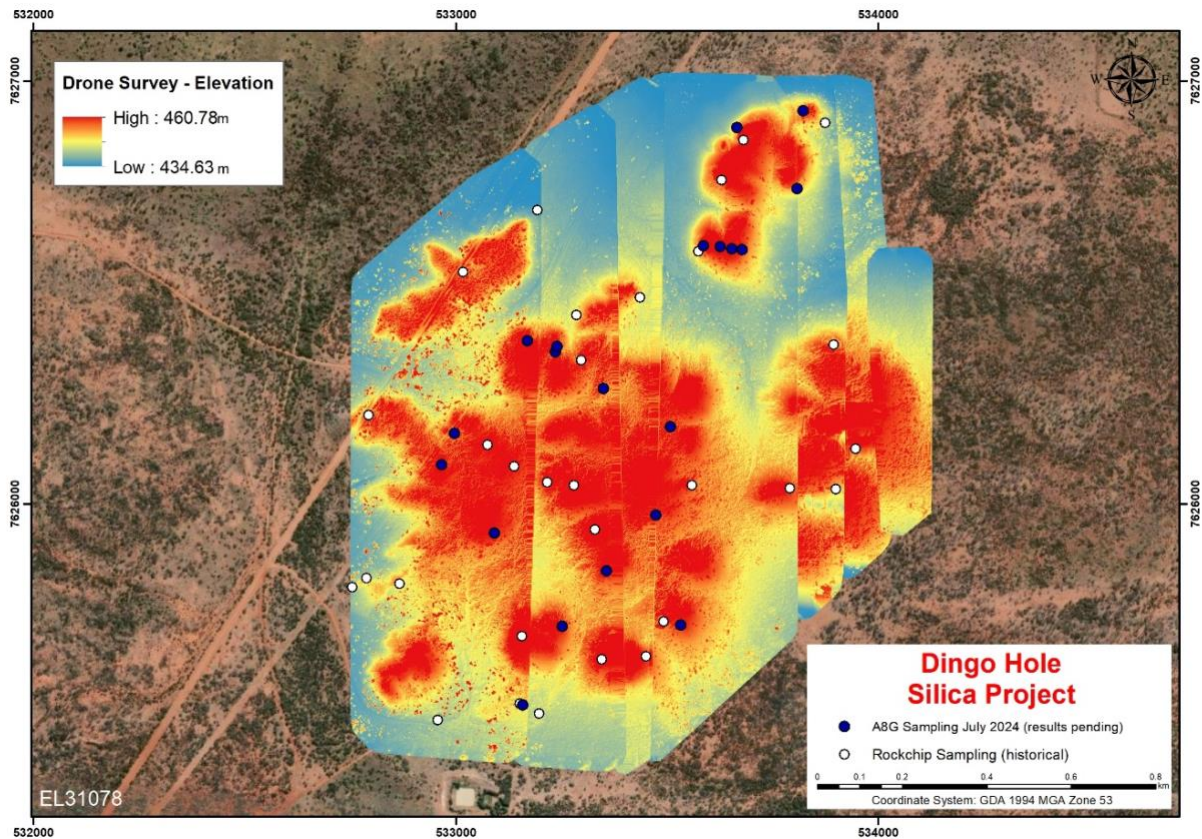 532000 533000 534000
7627000 7627000
Drone Survey - Elevation
High : 460.78m
Low : 434.63 m
N
W E
S
7626000 7626000
Dingo Hole
Silica Project
A8G Sampling July 2024 (results pending)
Rockchip Sampling (historical)
0 0.1 0.2 0.4 0.6 0.8
km
Coordinate System: GDA 1994 MGA Zone 53
EL31078
532000 533000 534000